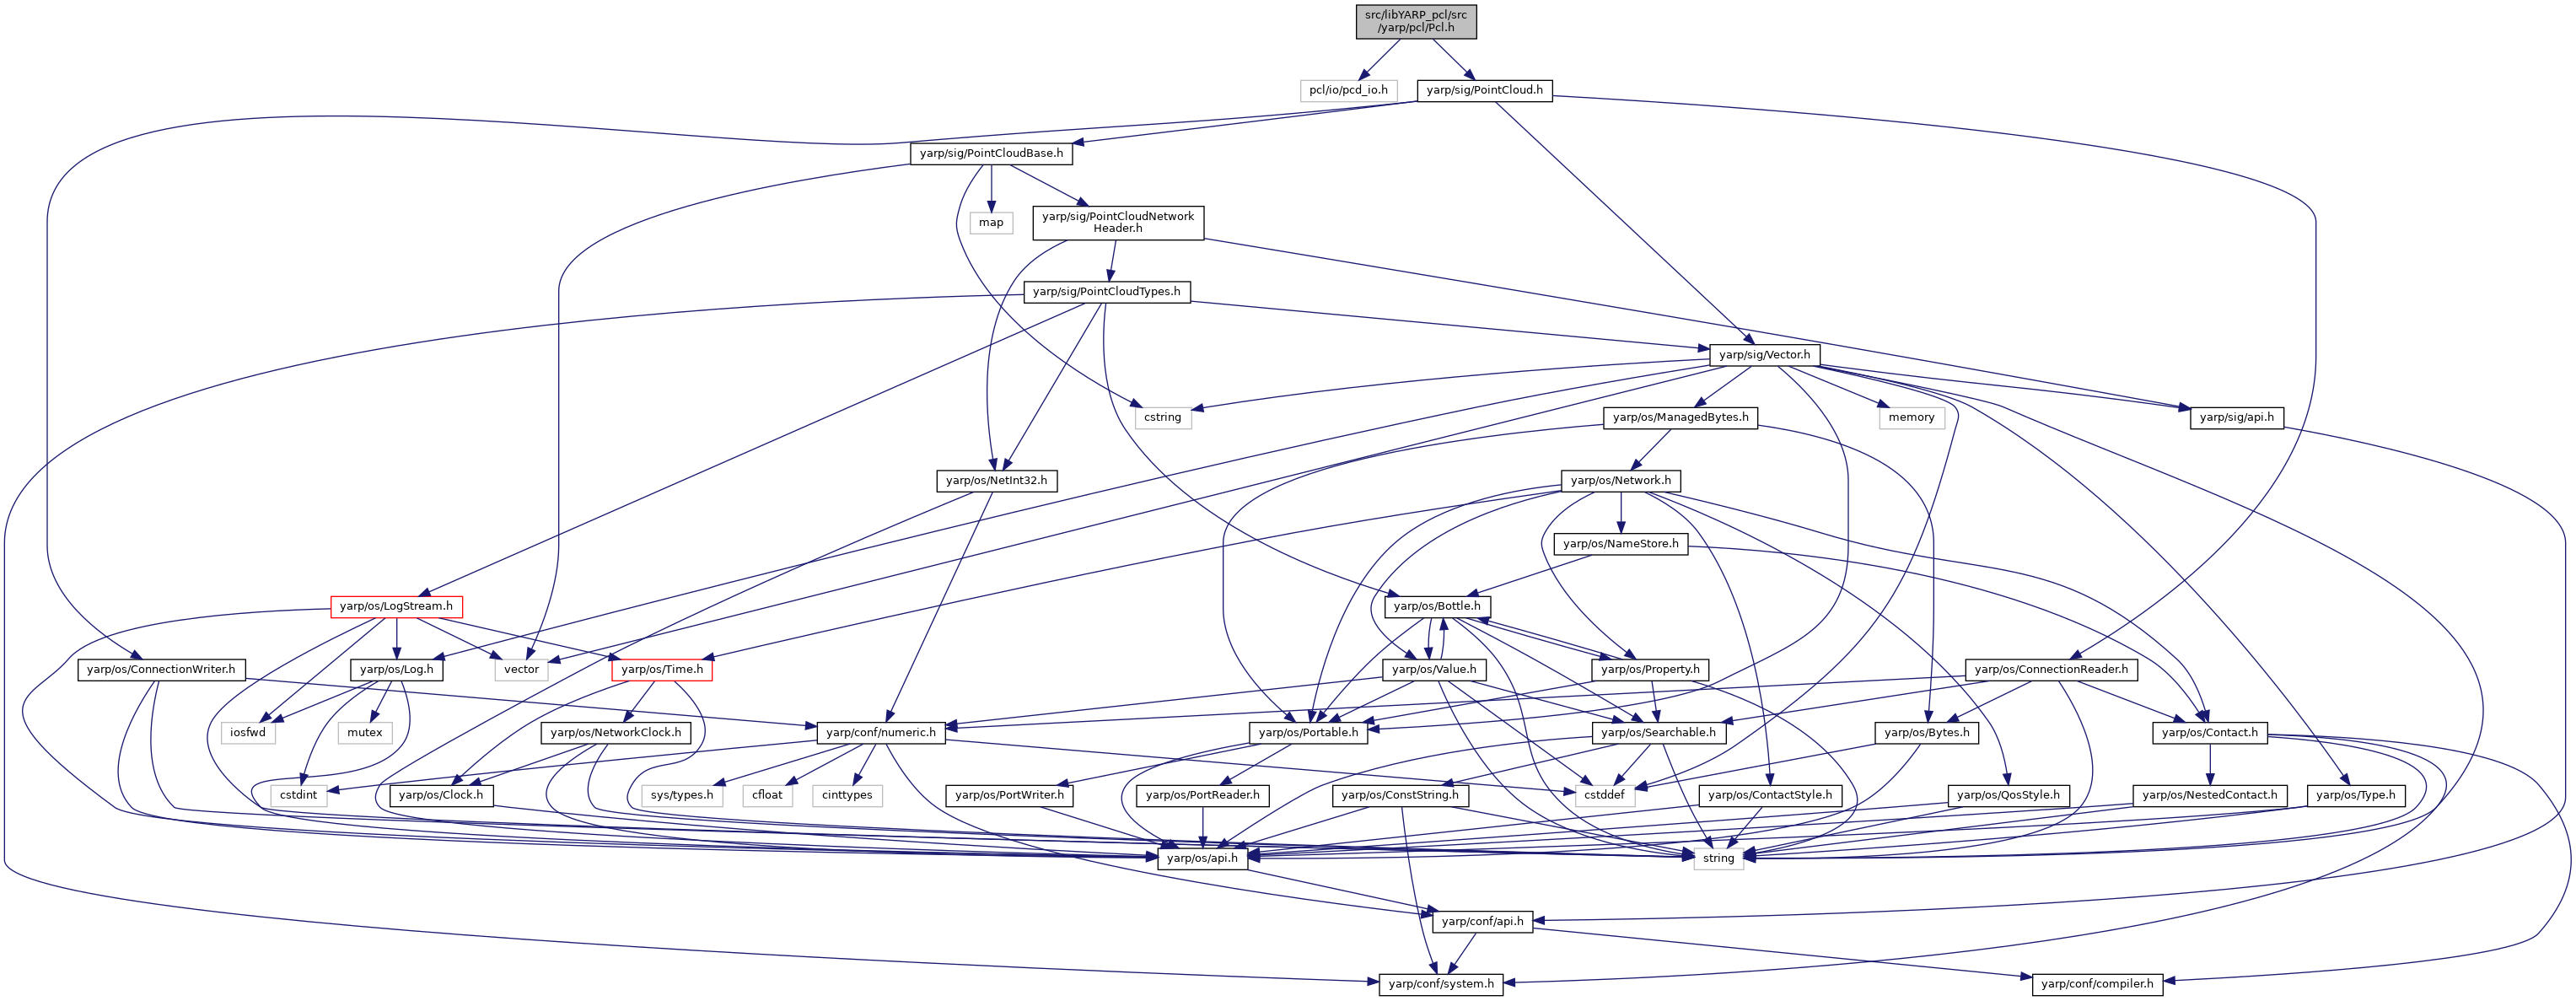 src/libYARP_pcl/src
/yarp/pcl/Pcl.h
pcl/io/pcd_io.h
yarp/sig/PointCloud.h
yarp/sig/PointCloudBase.h
map
yarp/sig/PointCloudNetwork
Header.h
yarp/sig/PointCloudTypes.h
yarp/sig/Vector.h
cstring
yarp/os/ManagedBytes.h
memory
yarp/sig/api.h
yarp/os/NetInt32.h
yarp/os/Network.h
yarp/os/NameStore.h
yarp/os/LogStream.h
yarp/os/Bottle.h
yarp/os/ConnectionWriter.h
yarp/os/Log.h
vector
yarp/os/Time.h
yarp/os/Value.h
yarp/os/Property.h
yarp/os/ConnectionReader.h
iosfwd
mutex
yarp/os/NetworkClock.h
yarp/conf/numeric.h
yarp/os/Portable.h
yarp/os/Searchable.h
yarp/os/Bytes.h
yarp/os/Contact.h
cstdint
yarp/os/Clock.h
sys/types.h
cfloat
cinttypes
yarp/os/PortWriter.h
yarp/os/PortReader.h
yarp/os/ConstString.h
cstddef
yarp/os/ContactStyle.h
yarp/os/QosStyle.h
yarp/os/NestedContact.h
yarp/os/Type.h
yarp/os/api.h
string
yarp/conf/api.h
yarp/conf/system.h
yarp/conf/compiler.h